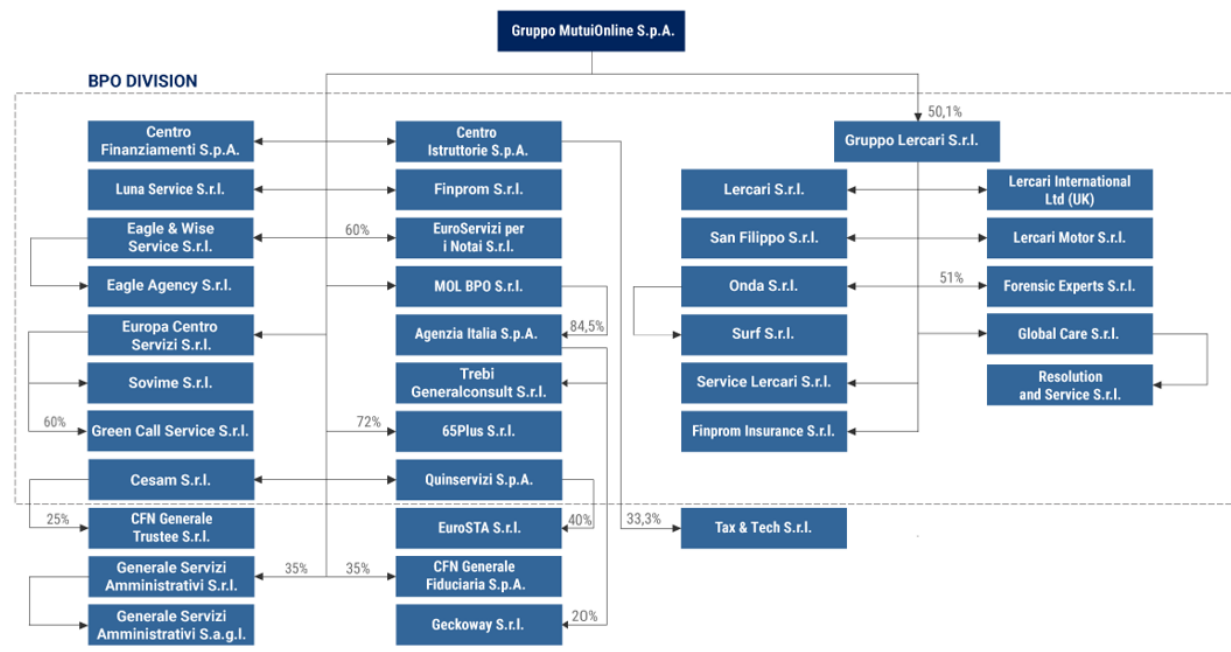 Gruppo MutuiOnline S.p.A.
BPO DIVISION
50,1%
Centro
Finanziamenti S.p.A.
Centro
Istruttorie S.p.A.
Gruppo Lercari S.r.l.
Luna Service S.r.l.
Finprom S.r.l.
Lercari S.r.l.
Lercari International
Ltd (UK)
Eagle & Wise
Service S.r.l.
60%
EuroServizi per
i Notai S.r.l.
San Filippo S.r.l.
Lercari Motor S.r.l.
Eagle Agency S.r.l.
MOL BPO S.r.l.
Onda S.r.l.
51%
Forensic Experts S.r.l.
Europa Centro
Servizi S.r.l.
Agenzia Italia S.p.A.
84,5%
Surf S.r.l.
Global Care S.r.l.
Sovime S.r.l.
Trebi
Generalconsult S.r.l.
Service Lercari S.r.l.
Resolution
and Service S.r.l.
60%
Green Call Service S.r.l.
72%
65Plus S.r.l.
Finprom Insurance S.r.l.
Cesam S.r.l.
Quinservizi S.p.A.
25%
CFN Generale
Trustee S.r.l.
EuroSTA S.r.l.
40%
33,3%
Tax & Tech S.r.l.
Generale Servizi
Amministrativi S.r.l.
35%
35%
CFN Generale
Fiduciaria S.p.A.
Generale Servizi
Amministrativi S.a.g.l.
Geckoway S.r.l.
20%